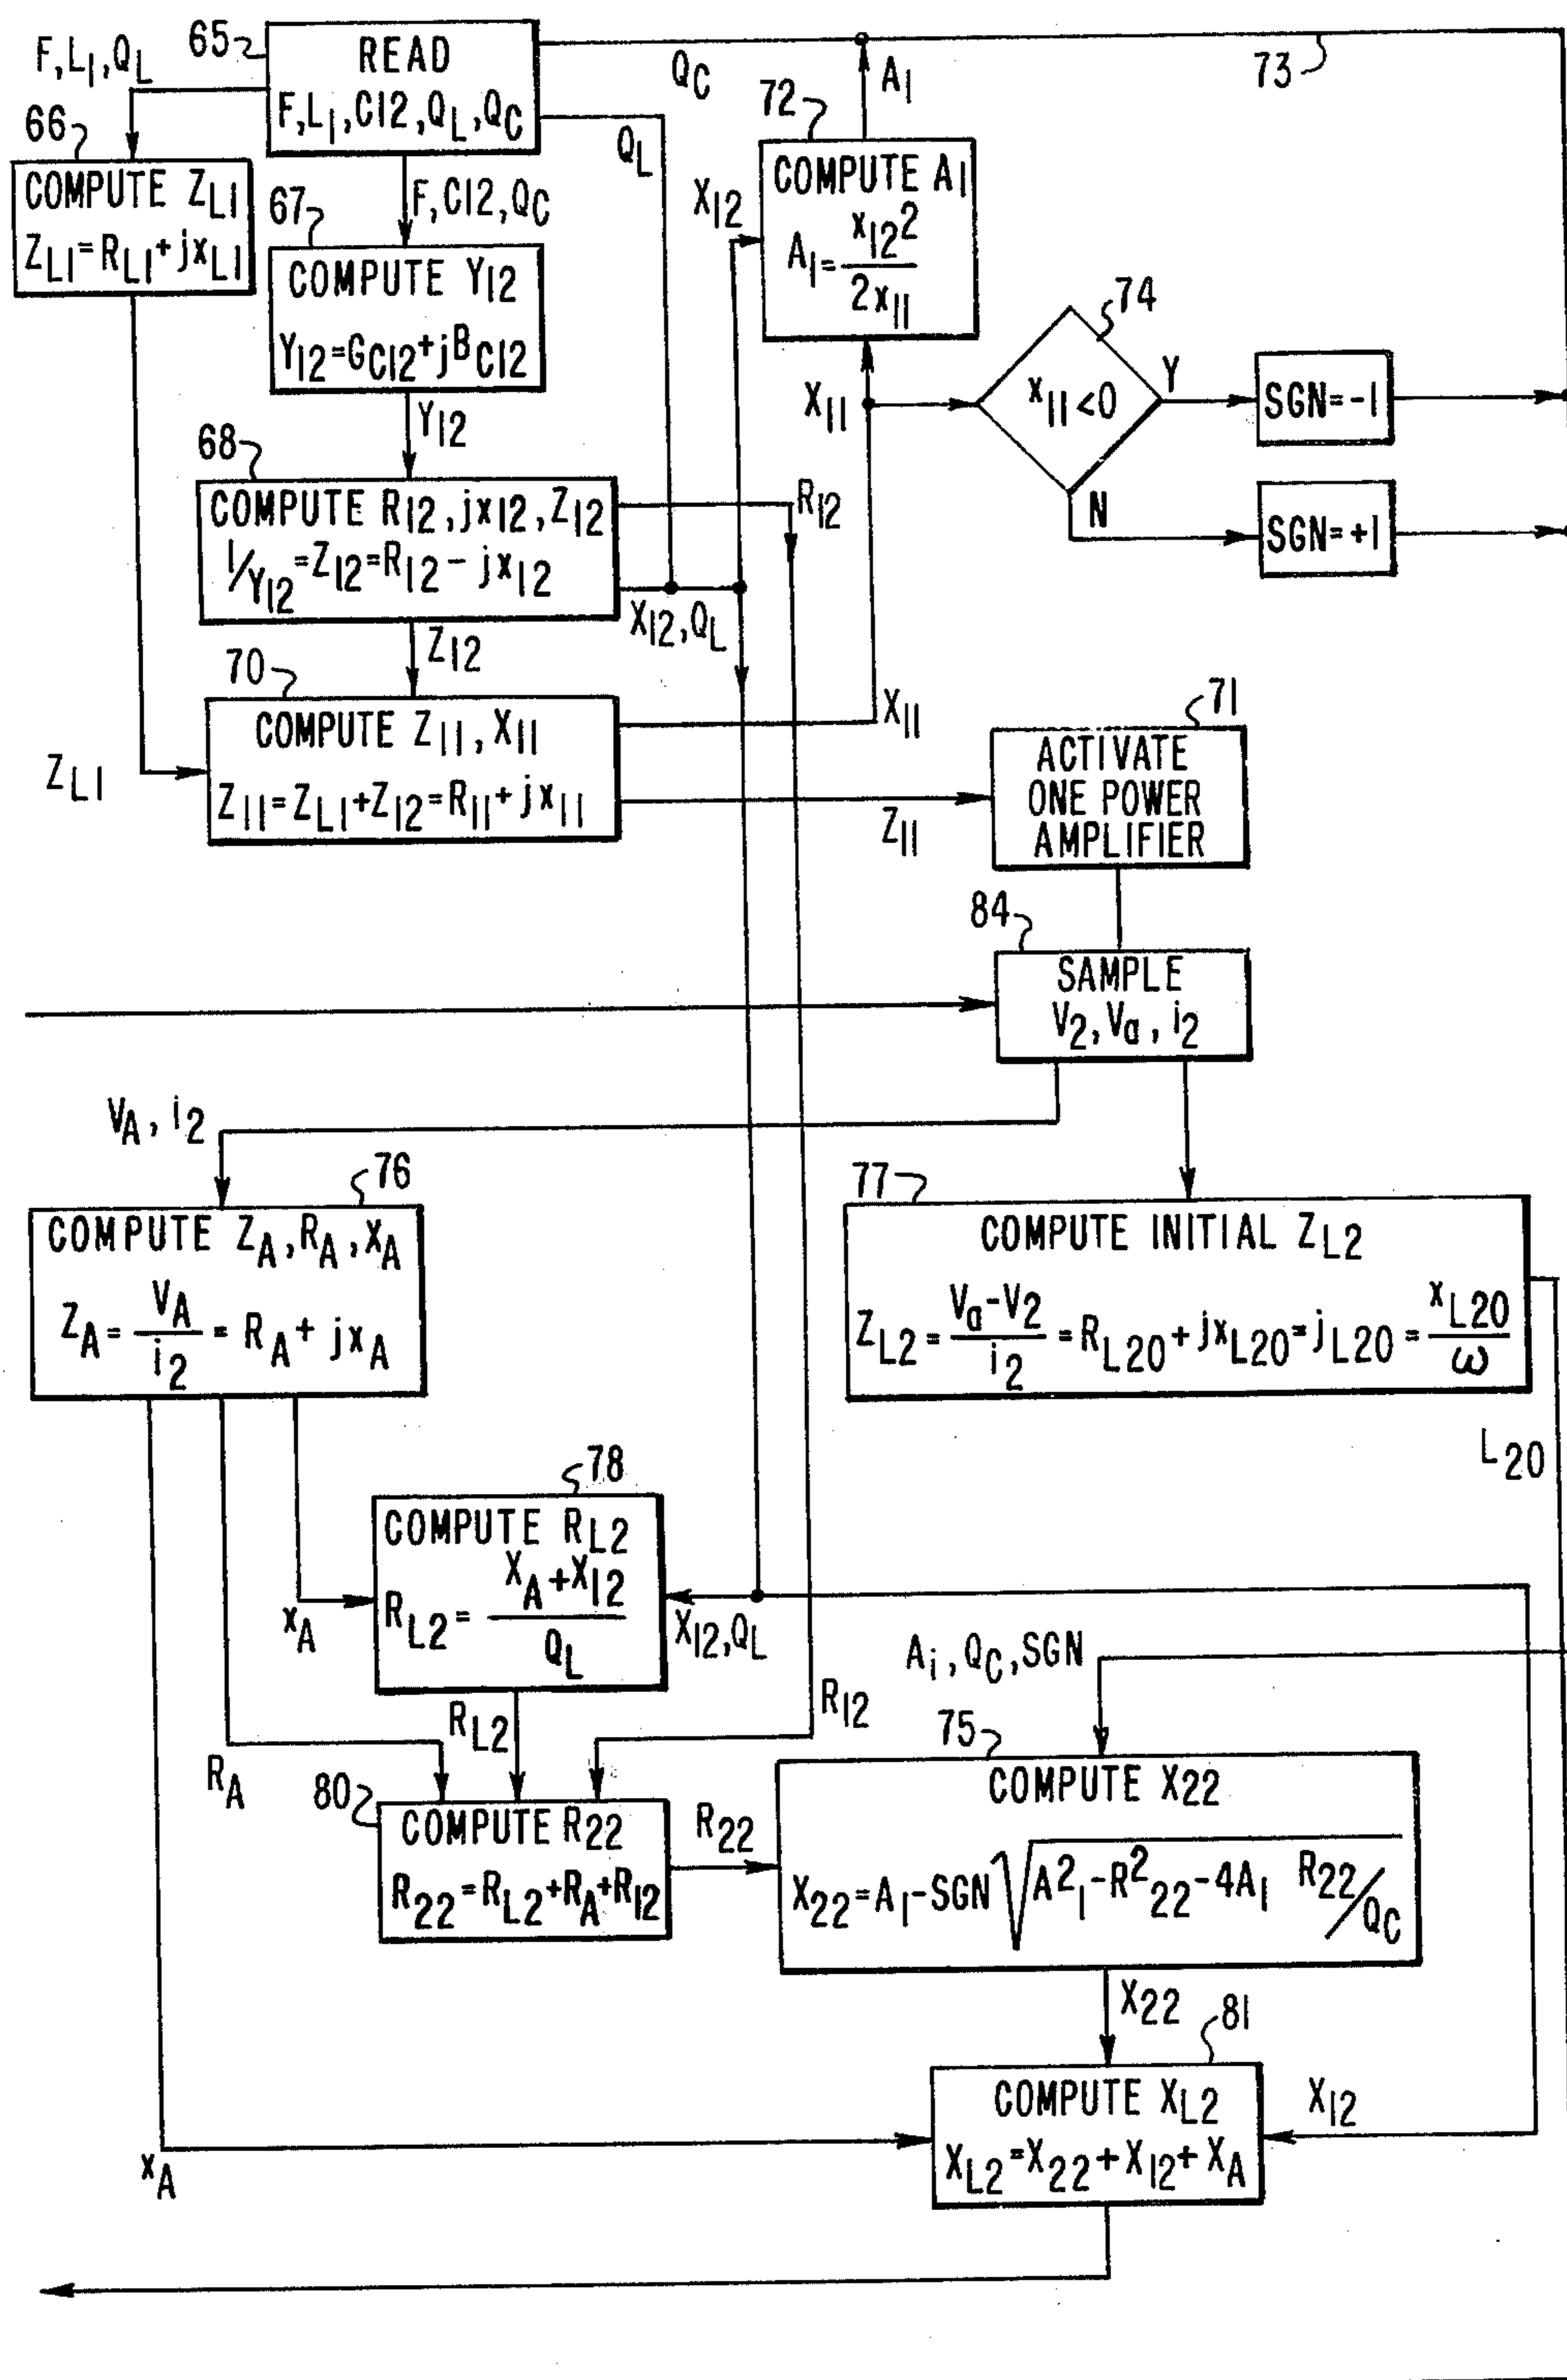 65
READ
F,L1,C12,QL,QC
F,L1,QL
QC
A1
73
QL
66
COMPUTE ZL1
ZL1=RL1+jxL1
F,C12,QC
67
COMPUTE Y12
Y12=GC12+jBC12
Y12
X12
72
COMPUTE A1
A1=x12²/2x11
X11
74
x11<0
Y
SGN=-1
N
SGN=+1
68
COMPUTE R12,jx12,Z12
1/Y12=Z12=R12-jx12
R12
X12,QL
Z12
70
COMPUTE Z11,X11
Z11=ZL1+Z12=R11+jx11
ZL1
X11
Z11
71
ACTIVATE
ONE POWER
AMPLIFIER
84
SAMPLE
V2,Va,i2
VA,i2
76
COMPUTE ZA,RA,XA
ZA=VA/i2=RA+jxA
77
COMPUTE INITIAL ZL2
ZL2=Va-V2/i2=RL20+jxL20=jL20=xL20/ω
L20
78
COMPUTE RL2
RL2=XA+X12/QL
xA
X12,QL
Ai,QC,SGN
RL2
R12
RA
80
COMPUTE R22
R22=RL2+RA+R12
R22
75
COMPUTE X22
X22=A1-SGN√A²1-R²22-4A1 R22/QC
X22
81
COMPUTE XL2
XL2=X22+X12+XA
X12
xA